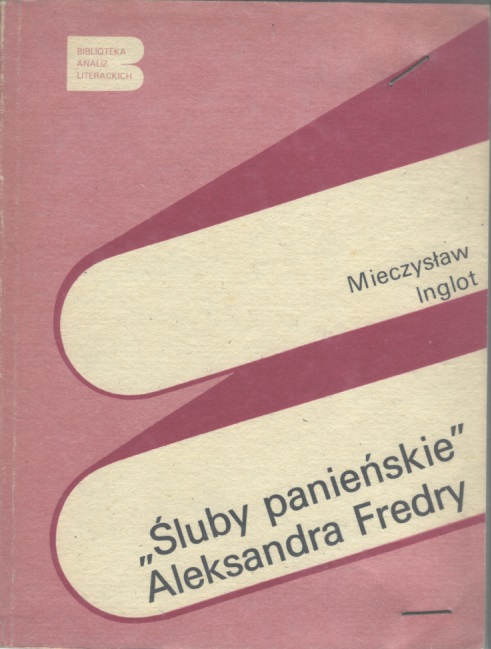 BIBLIOTEKA
ANALIZ
LITERACKICH
Mieczysław
Inglot
„Śluby panieńskie”
Aleksandra Fredry